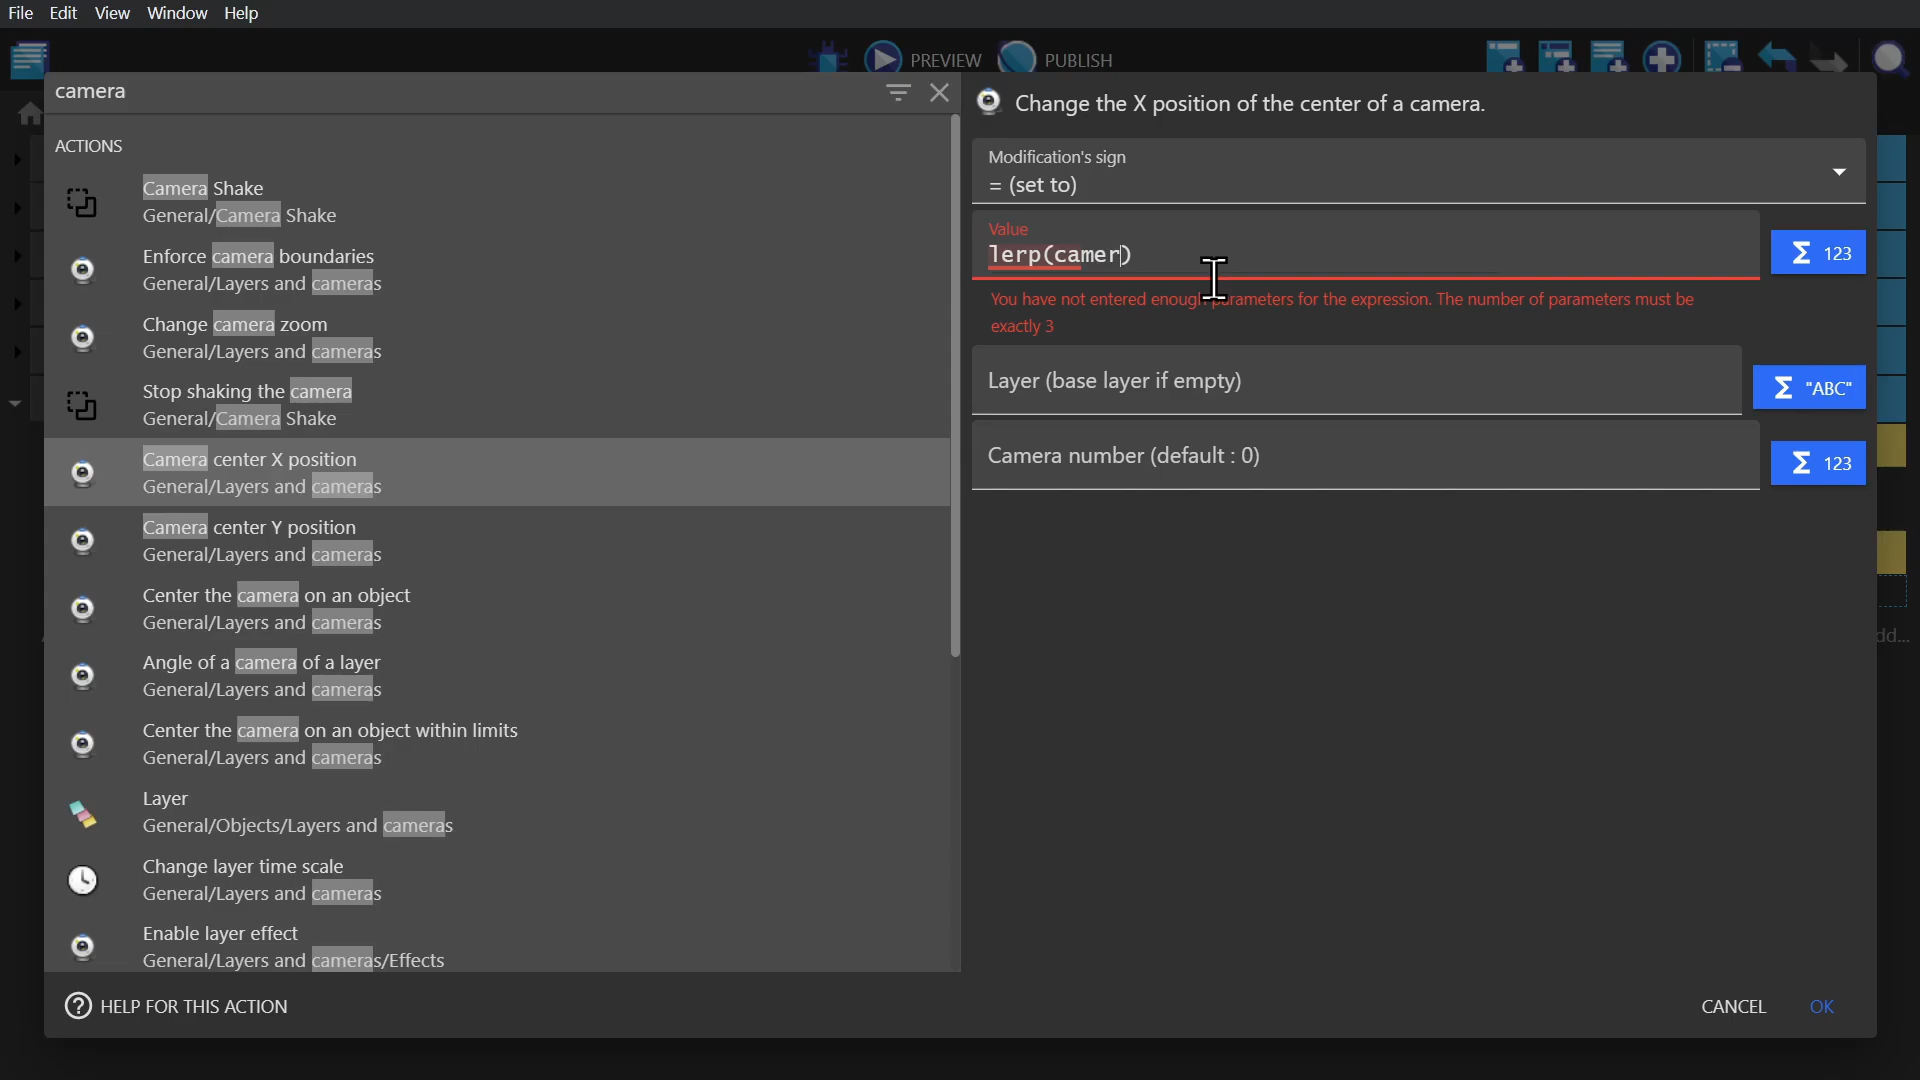 File Edit View Window Help
PREVIEW PUBLISH
camera
ACTIONS
Camera Shake
General/Camera Shake
Enforce camera boundaries
General/Layers and cameras
Change camera zoom
General/Layers and cameras
Stop shaking the camera
General/Camera Shake
Camera center X position
General/Layers and cameras
Camera center Y position
General/Layers and cameras
Center the camera on an object
General/Layers and cameras
Angle of a camera of a layer
General/Layers and cameras
Center the camera on an object within limits
General/Layers and cameras
Layer
General/Objects/Layers and cameras
Change layer time scale
General/Layers and cameras
Enable layer effect
General/Layers and cameras/Effects
HELP FOR THIS ACTION
Change the X position of the center of a camera.
Modification's sign
= (set to)
Value
lerp(camer)
Σ 123
You have not entered enough parameters for the expression. The number of parameters must be
exactly 3
Layer (base layer if empty)
Σ "ABC"
Camera number (default : 0)
Σ 123
dd...
CANCEL OK